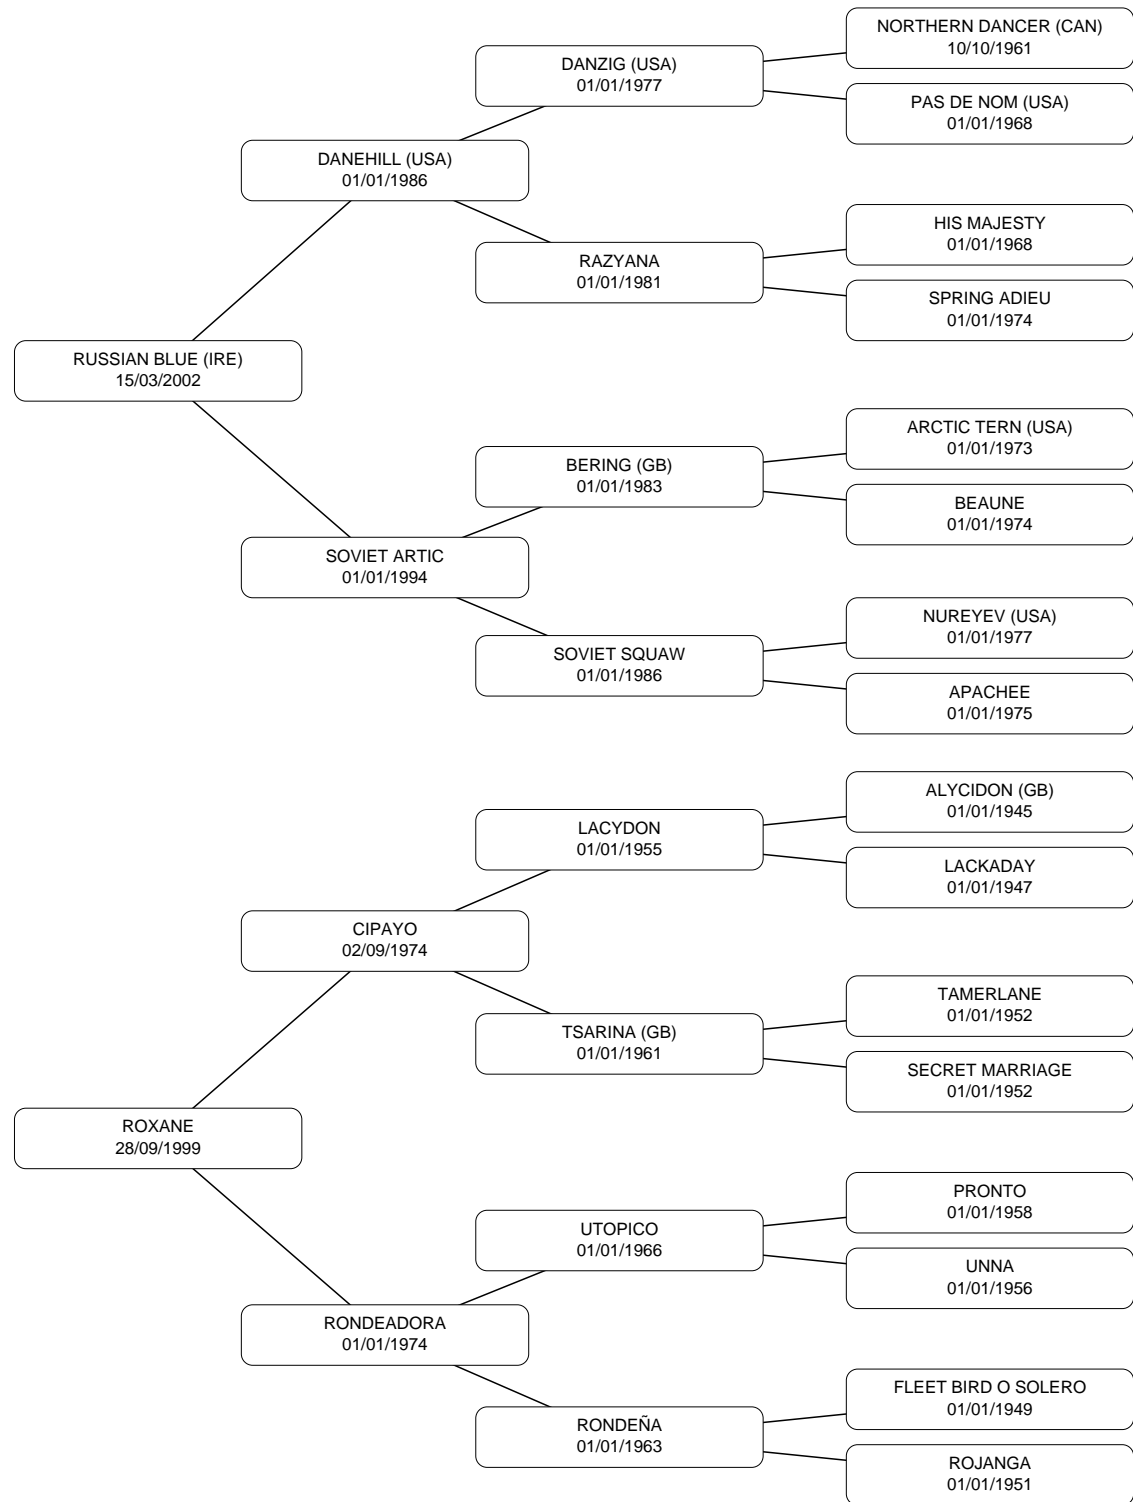 NORTHERN DANCER (CAN)
10/10/1961
DANZIG (USA)
01/01/1977
PAS DE NOM (USA)
01/01/1968
DANEHILL (USA)
01/01/1986
HIS MAJESTY
01/01/1968
RAZYANA
01/01/1981
SPRING ADIEU
01/01/1974
RUSSIAN BLUE (IRE)
15/03/2002
ARCTIC TERN (USA)
01/01/1973
BERING (GB)
01/01/1983
BEAUNE
01/01/1974
SOVIET ARTIC
01/01/1994
NUREYEV (USA)
01/01/1977
SOVIET SQUAW
01/01/1986
APACHEE
01/01/1975
ALYCIDON (GB)
01/01/1945
LACYDON
01/01/1955
LACKADAY
01/01/1947
CIPAYO
02/09/1974
TAMERLANE
01/01/1952
TSARINA (GB)
01/01/1961
SECRET MARRIAGE
01/01/1952
ROXANE
28/09/1999
PRONTO
01/01/1958
UTOPICO
01/01/1966
UNNA
01/01/1956
RONDEADORA
01/01/1974
FLEET BIRD O SOLERO
01/01/1949
RONDEÑA
01/01/1963
ROJANGA
01/01/1951